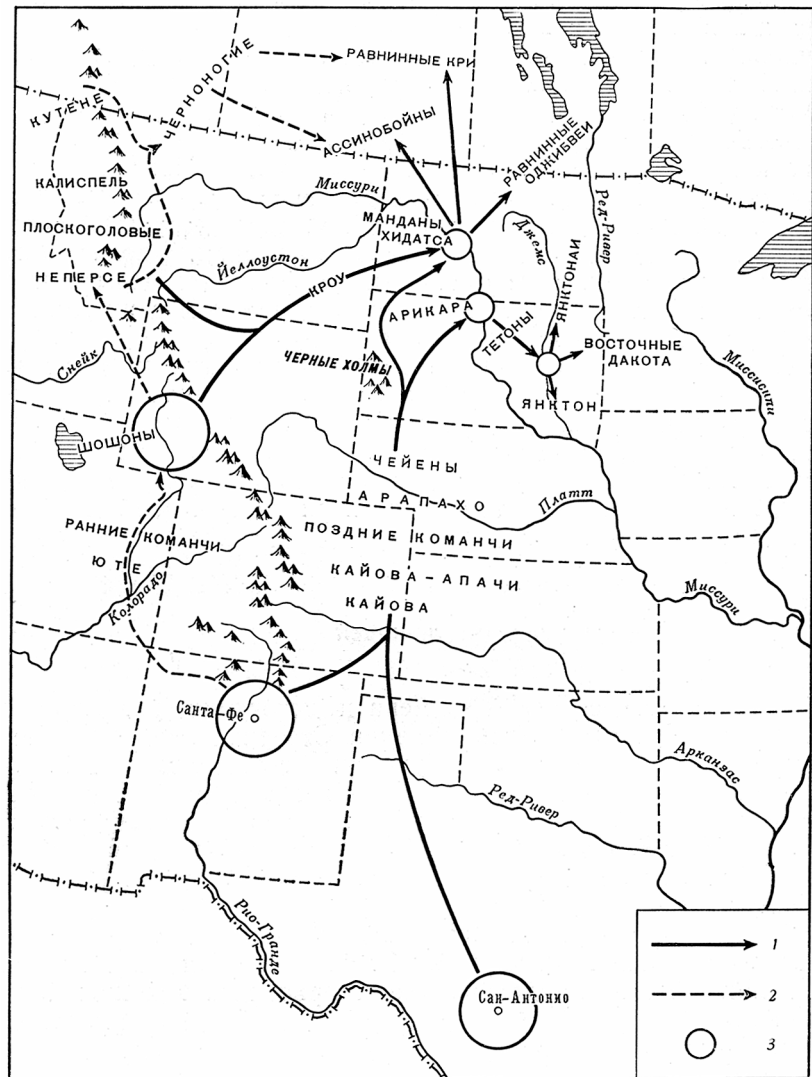 КУТЕНЕ
ЧЕРНОНОГИЕ
РАВНИННЫЕ КРИ
АССИНОБОЙНЫ
РАВНИННЫЕ
ОДЖИБВЕИ
КАЛИСПЕЛЬ
ПЛОСКОГОЛОВЫЕ
НЕПЕРСЕ
Миссури
МАНДАНЫ
ХИДАТСА
Йеллоустон
КРОУ
Джемс
Ред-Ривер
АРИКАРА
ТЕТОНЫ
ЯНКТОНАИ
ВОСТОЧНЫЕ
ДАКОТА
ЯНКТОН
Миссисипи
ЧЕРНЫЕ ХОЛМЫ
Снейк
ШОШОНЫ
ЧЕЙЕНЫ
АРАПАХО
Платт
РАННИЕ КОМАНЧИ
ЮТЕ
ПОЗДНИЕ КОМАНЧИ
КАЙОВА-АПАЧИ
КАЙОВА
Колорадо
Миссури
Санта-Фе
Арканзас
Ред-Ривер
Рио-Гранде
Сан-Антонио
1
2
3